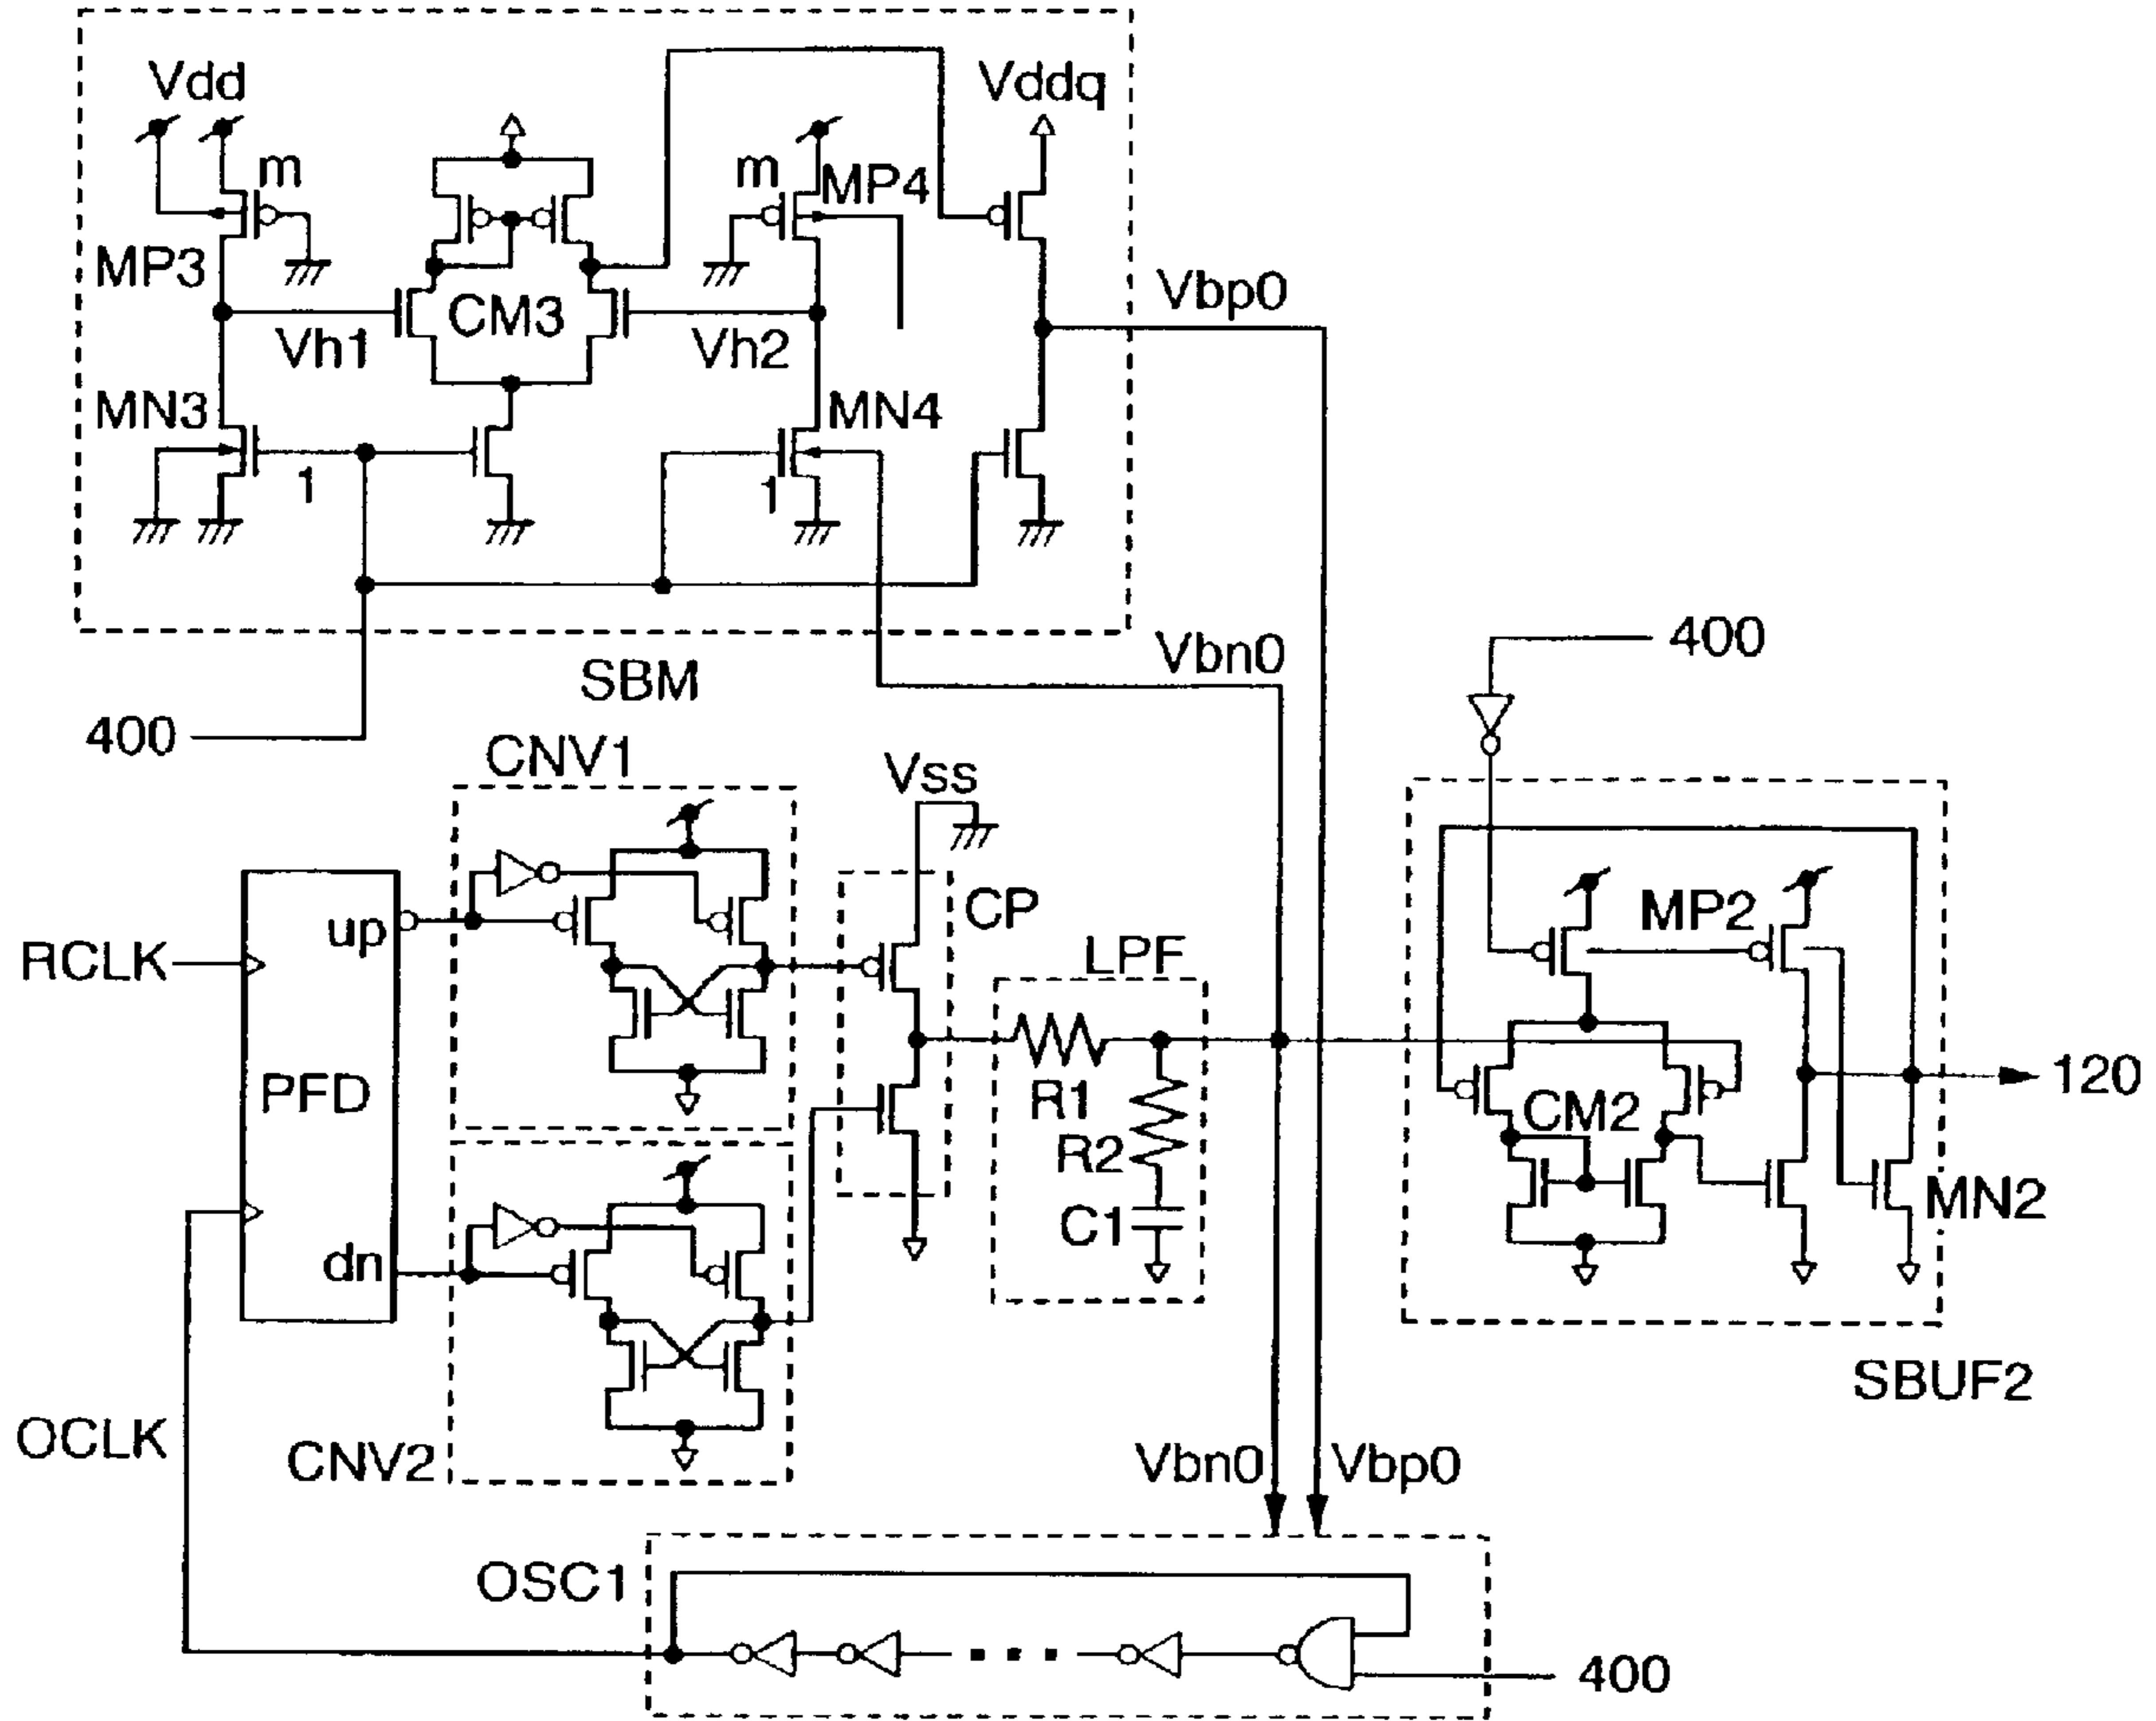 Vdd
Vddq
m
m
MP4
MP3
CM3
Vbp0
Vh1
Vh2
MN3
MN4
1
1
400
Vbn0
SBM
400
CNV1
Vss
CP
MP2
up
RCLK
LPF
PFD
R1
CM2
120
R2
C1
MN2
dn
SBUF2
OCLK
CNV2
Vbn0
Vbp0
OSC1
400